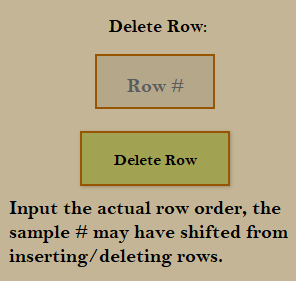 Delete Row:
Row #
Delete Row
Input the actual row order, the
sample # may have shifted from
inserting/deleting rows.